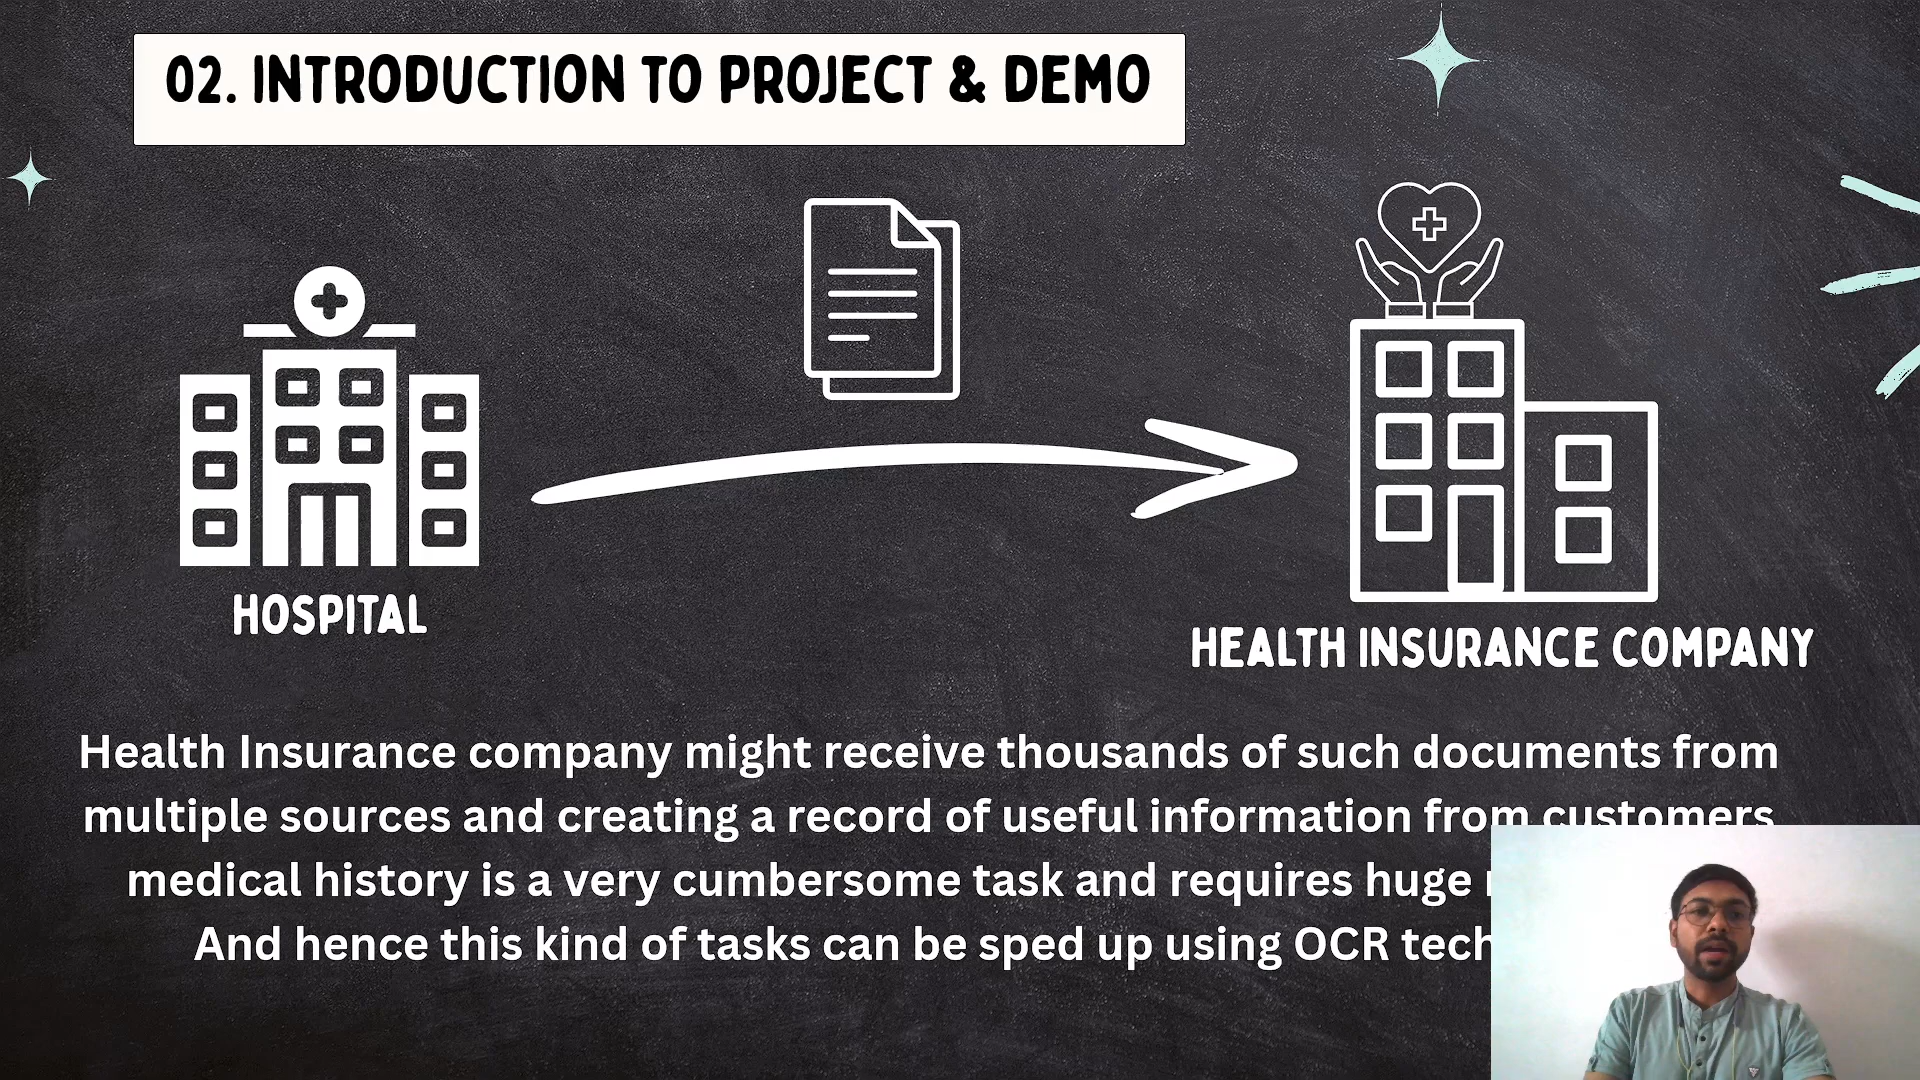 02. INTRODUCTION TO PROJECT & DEMO
HOSPITAL
HEALTH INSURANCE COMPANY
Health Insurance company might receive thousands of such documents from
multiple sources and creating a record of useful information from customers
medical history is a very cumbersome task and requires huge
And hence this kind of tasks can be sped up using OCR